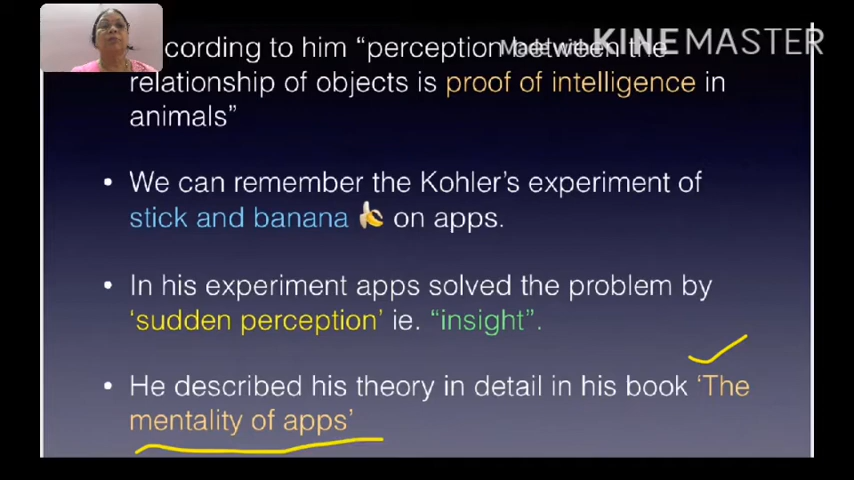 cording to him “perception between the
Made with KINEMASTER
relationship of objects is proof of intelligence in
animals”
• We can remember the Kohler’s experiment of
stick and banana 🍌 on apps.
• In his experiment apps solved the problem by
‘sudden perception’ ie. “insight”.
• He described his theory in detail in his book ‘The
mentality of apps’